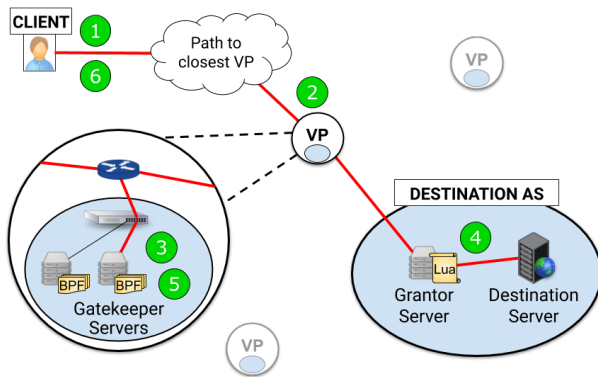 CLIENT
1
6
Path to
closest VP
2
VP
VP
DESTINATION AS
3
4
5
BPF
BPF
Lua
Gatekeeper
Servers
Grantor
Server
Destination
Server
VP